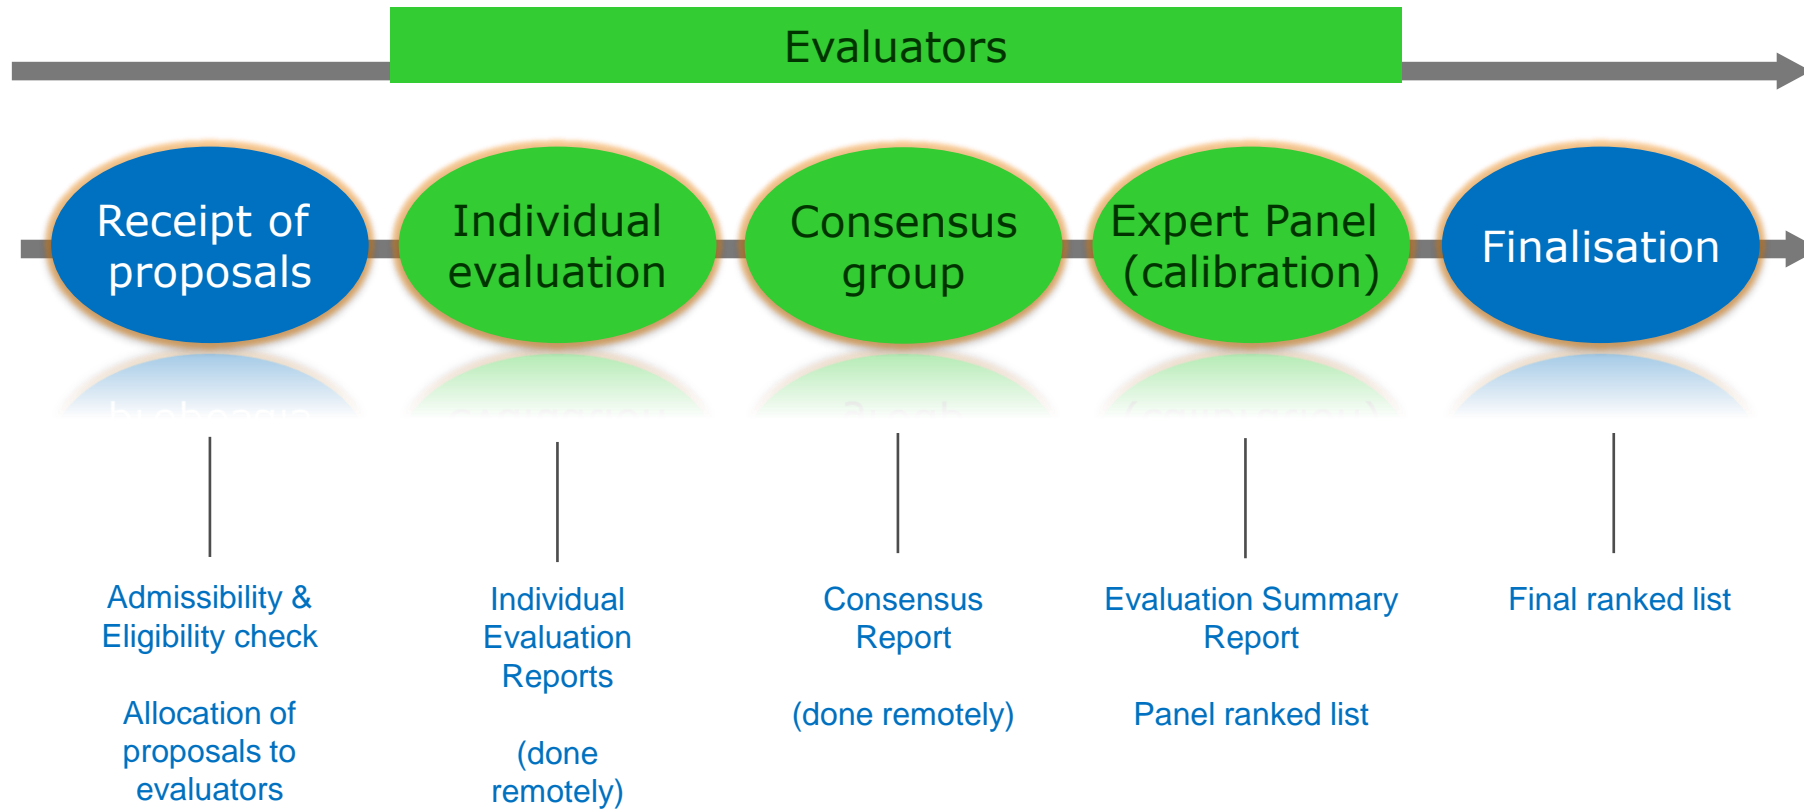 Evaluators
Receipt of
proposals
Individual
evaluation
Consensus
group
Expert Panel
(calibration)
Finalisation
Admissibility &
Eligibility check
Allocation of
proposals to
evaluators
Individual
Evaluation
Reports
(done
remotely)
Consensus
Report
(done remotely)
Evaluation Summary
Report
Panel ranked list
Final ranked list